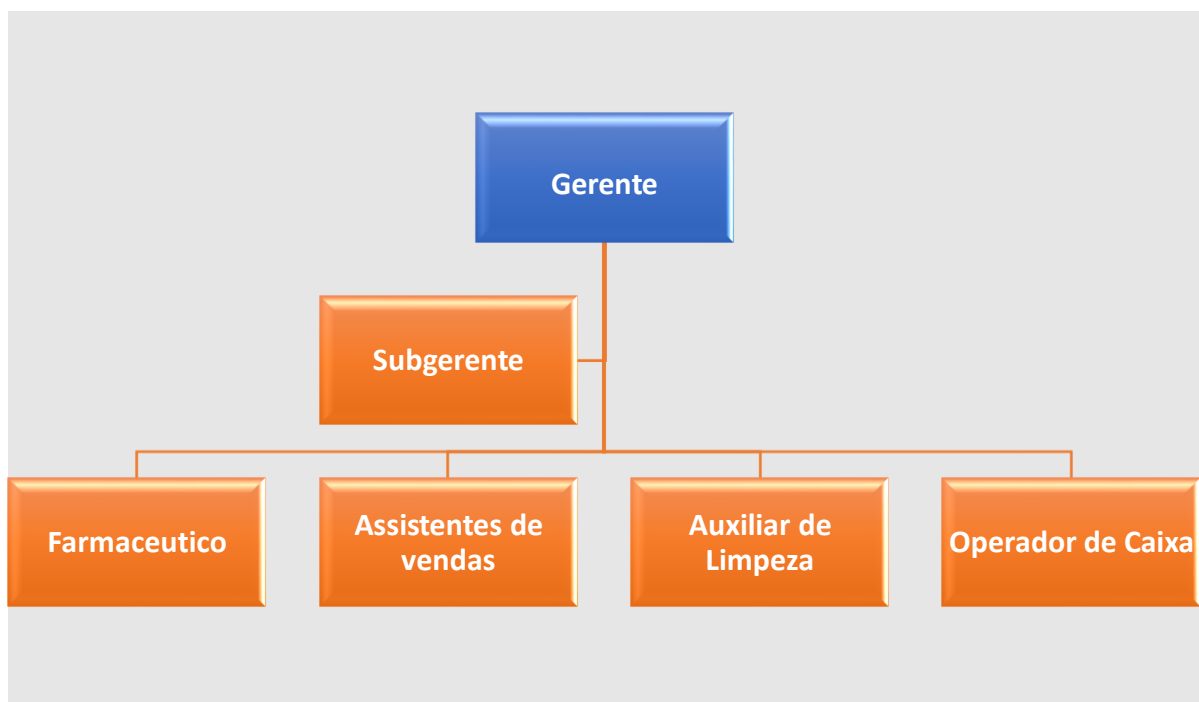 Gerente
Subgerente
Farmaceutico
Assistentes de
vendas
Auxiliar de
Limpeza
Operador de Caixa